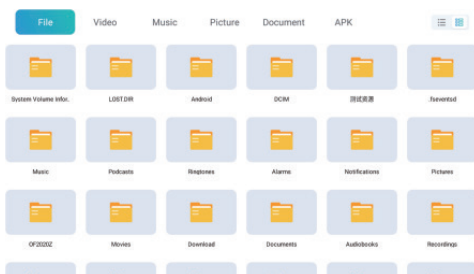 File Video Music Picture Document APK
System Volume Infor. LOST.DIR Android DCIM 测试资源 .fseventsd
Music Podcasts Ringtones Alarms Notifications Pictures
OF2020Z Movies Download Documents Audiobooks Recordings